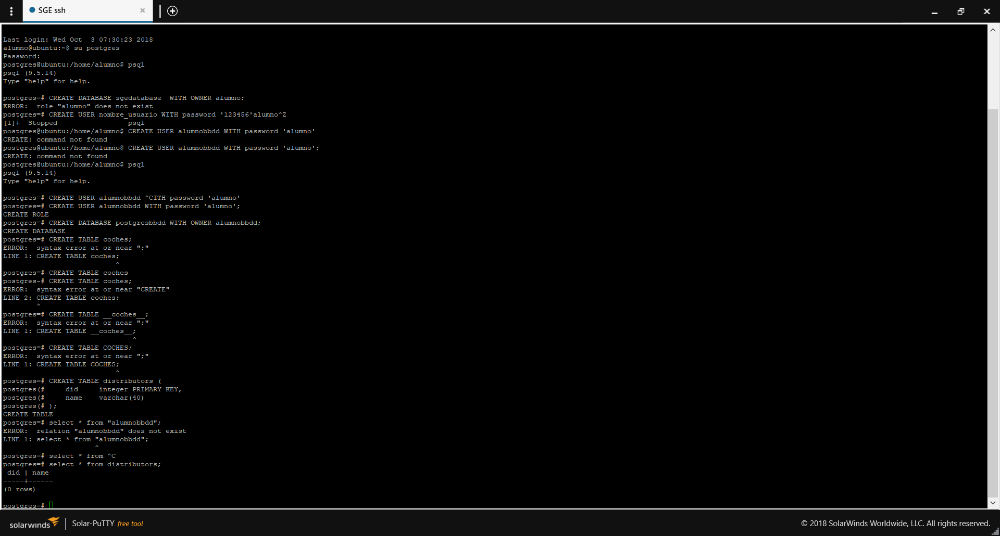 SGE ssh
Last login: Wed Oct  3 07:30:23 2018
alumno@ubuntu:~$ su postgres
Password:
postgres@ubuntu:/home/alumno$ psql
psql (9.5.14)
Type "help" for help.
postgres=# CREATE DATABASE sgedatabase  WITH OWNER alumno;
ERROR:  role "alumno" does not exist
postgres=# CREATE USER nombre_usuario WITH password '123456'alumno^Z
[1]+  Stopped                 psql
postgres@ubuntu:/home/alumno$ CREATE USER alumnobbdd WITH password 'alumno'
CREATE: command not found
postgres@ubuntu:/home/alumno$ CREATE USER alumnobbdd WITH password 'alumno';
CREATE: command not found
postgres@ubuntu:/home/alumno$ psql
psql (9.5.14)
Type "help" for help.
postgres=# CREATE USER alumnobbdd ^CITH password 'alumno'
postgres=# CREATE USER alumnobbdd WITH password 'alumno';
CREATE ROLE
postgres=# CREATE DATABASE postgresbbdd WITH OWNER alumnobbdd;
CREATE DATABASE
postgres=# CREATE TABLE coches;
ERROR:  syntax error at or near ";"
LINE 1: CREATE TABLE coches;
^
postgres=# CREATE TABLE coches
postgres-# CREATE TABLE coches;
ERROR:  syntax error at or near "CREATE"
LINE 2: CREATE TABLE coches;
^
postgres=# CREATE TABLE __coches__;
ERROR:  syntax error at or near ";"
LINE 1: CREATE TABLE __coches__;
^
postgres=# CREATE TABLE COCHES;
ERROR:  syntax error at or near ";"
LINE 1: CREATE TABLE COCHES;
^
postgres=# CREATE TABLE distributors (
postgres(#     did     integer PRIMARY KEY,
postgres(#     name    varchar(40)
postgres(# );
CREATE TABLE
postgres=# select * from "alumnobbdd";
ERROR:  relation "alumnobbdd" does not exist
LINE 1: select * from "alumnobbdd";
^
postgres=# select * from ^C
postgres=# select * from distributors;
did | name
-----+------
(0 rows)
postgres=#
solarwinds Solar-PuTTY free tool © 2018 SolarWinds Worldwide, LLC. All rights reserved.